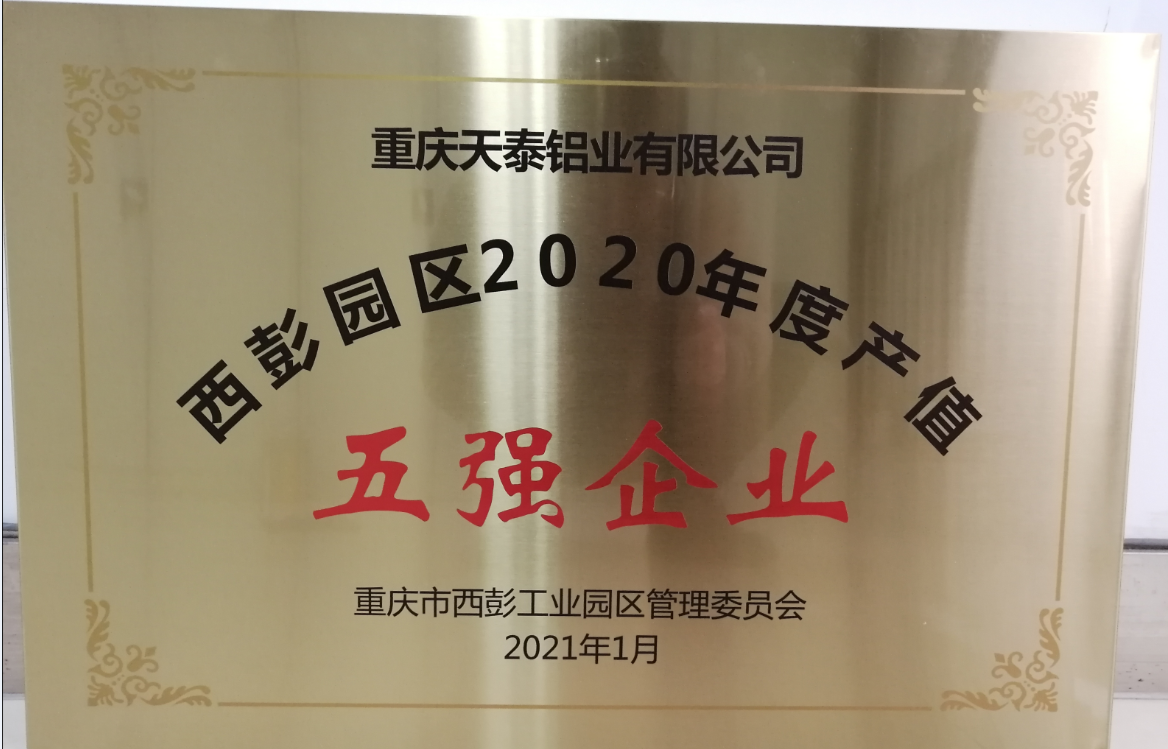 重庆天泰铝业有限公司
西彭园区2020年度产值
五强企业
重庆市西彭工业园区管理委员会
2021年1月